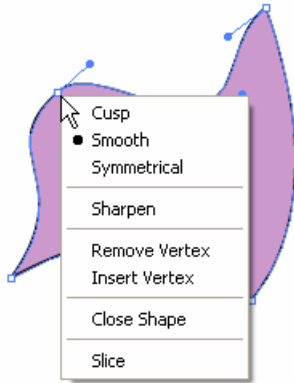 Cusp
Smooth
Symmetrical
Sharpen
Remove Vertex
Insert Vertex
Close Shape
Slice